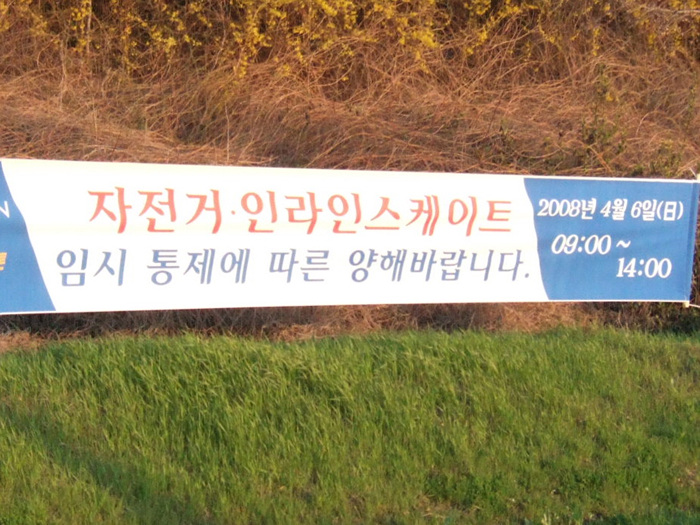 자전거·인라인스케이트
임시 통제에 따른 양해바랍니다.
2008년 4월 6일(日)
09:00 ~
14:00